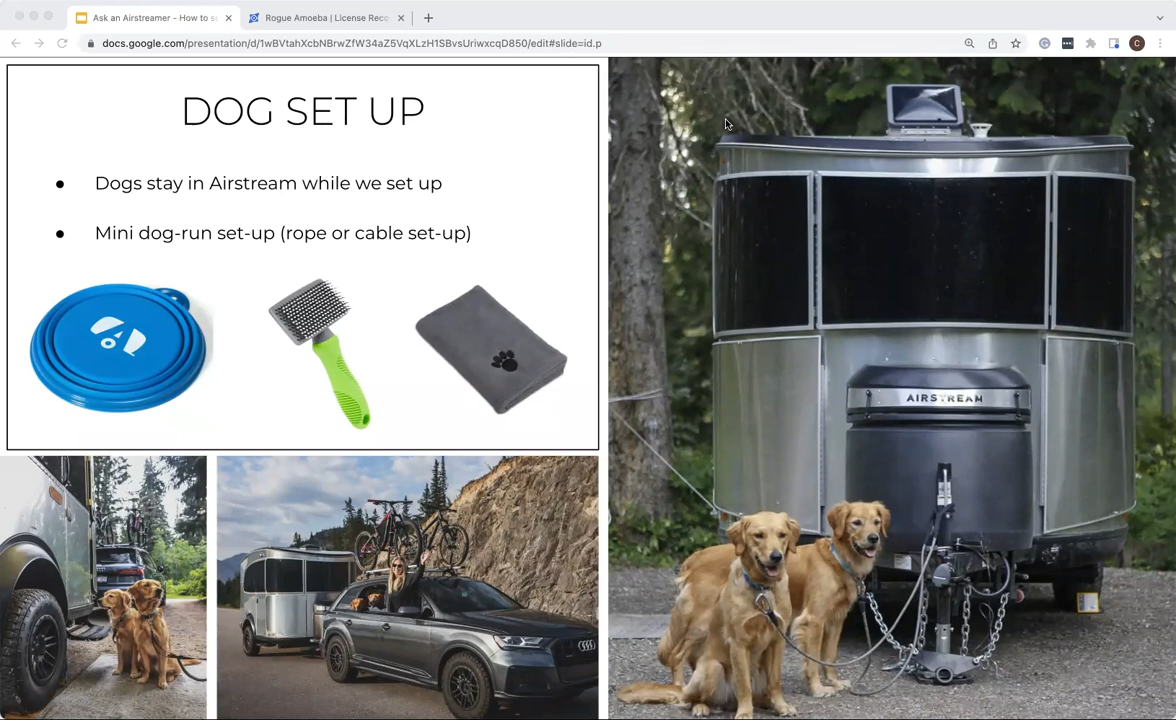 Ask an Airstreamer - How to s
Rogue Amoeba | License Reco
docs.google.com/presentation/d/1wBVtahXcbNBrwZfW34aZ5VqXLzH1SBvsUriwxcqD850/edit#slide=id.p
C
DOG SET UP
Dogs stay in Airstream while we set up
Mini dog-run set-up (rope or cable set-up)
AIRSTREAM